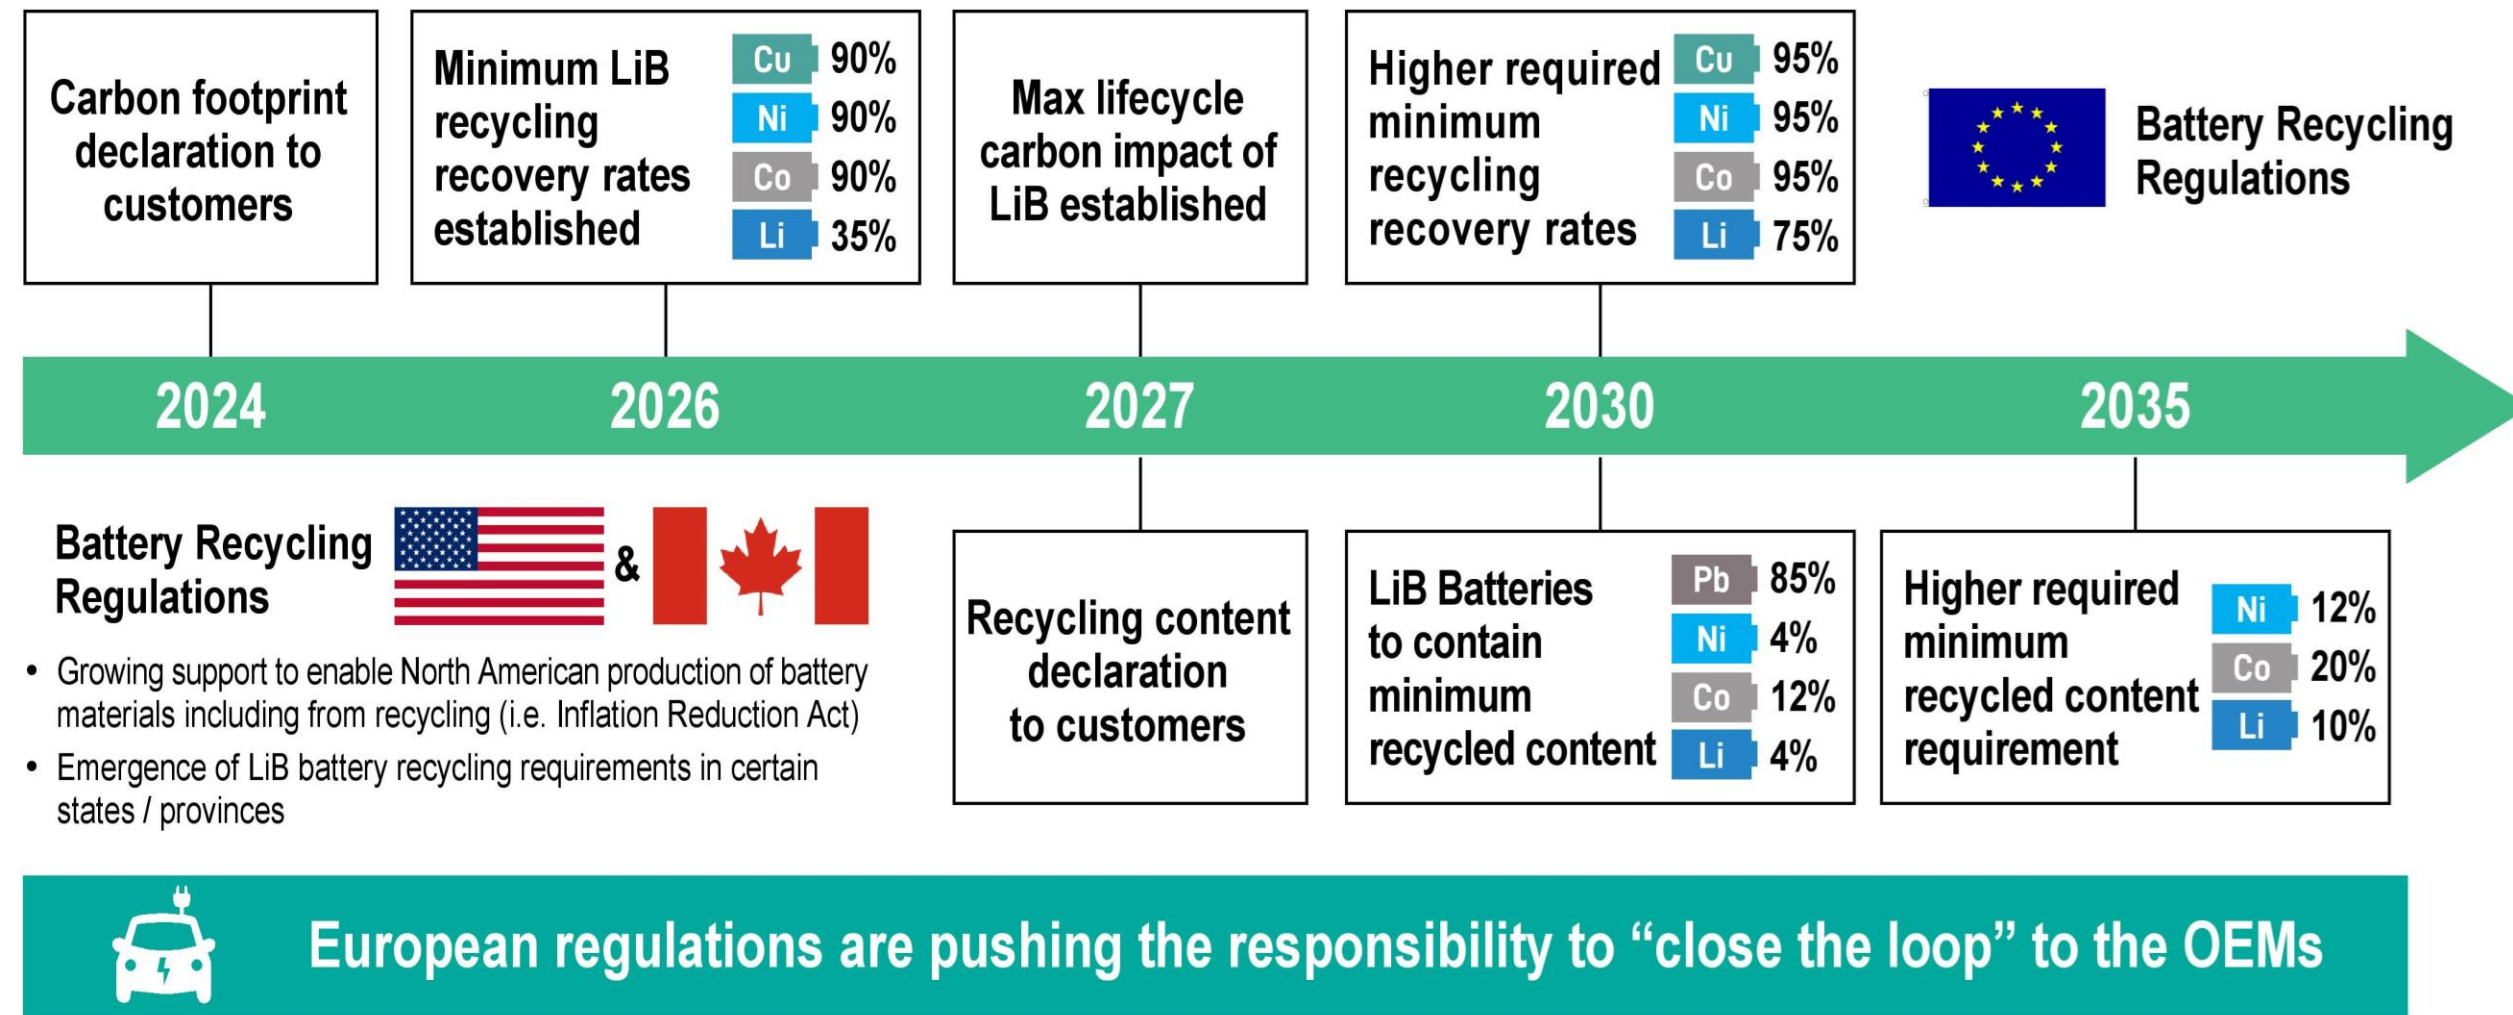 Carbon footprint
declaration to
customers
Minimum LiB
recycling
recovery rates
established
Cu 90%
Ni 90%
Co 90%
Li 35%
Max lifecycle
carbon impact of
LiB established
Higher required
minimum
recycling
recovery rates
Cu 95%
Ni 95%
Co 95%
Li 75%
Battery Recycling
Regulations
2024
2026
2027
2030
2035
Battery Recycling
Regulations
&
• Growing support to enable North American production of battery
materials including from recycling (i.e. Inflation Reduction Act)
• Emergence of LiB battery recycling requirements in certain
states / provinces
Recycling content
declaration
to customers
LiB Batteries
to contain
minimum
recycled content
Pb 85%
Ni 4%
Co 12%
Li 4%
Higher required
minimum
recycled content
requirement
Ni 12%
Co 20%
Li 10%
European regulations are pushing the responsibility to “close the loop” to the OEMs